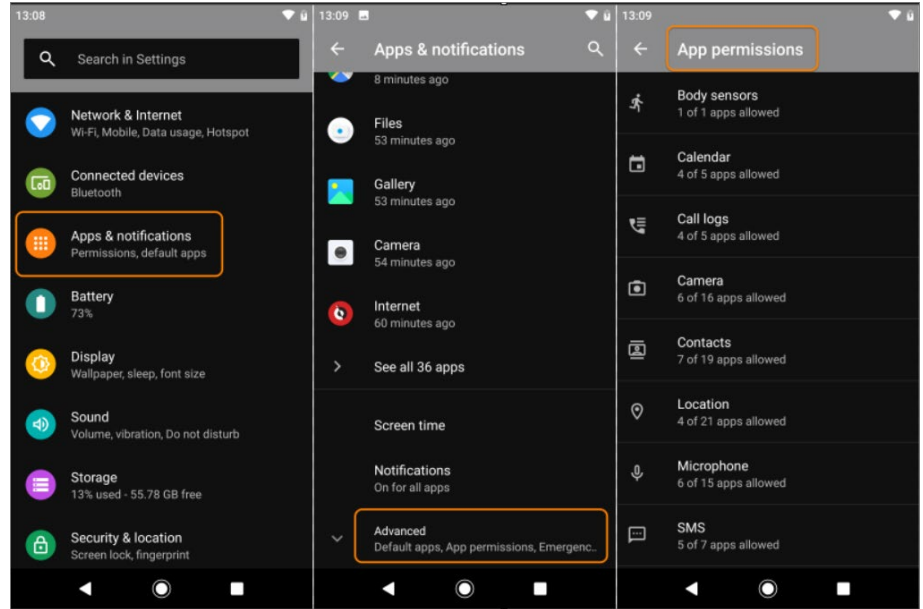 13:08
Search in Settings
Network & Internet
Wi-Fi, Mobile, Data usage, Hotspot
Connected devices
Bluetooth
Apps & notifications
Permissions, default apps
Battery
73%
Display
Wallpaper, sleep, font size
Sound
Volume, vibration, Do not disturb
Storage
13% used - 55.78 GB free
Security & location
Screen lock, fingerprint
13:09
Apps & notifications
8 minutes ago
Files
53 minutes ago
Gallery
53 minutes ago
Camera
54 minutes ago
Internet
60 minutes ago
See all 36 apps
Screen time
Notifications
On for all apps
Advanced
Default apps, App permissions, Emergenc..
13:09
App permissions
Body sensors
1 of 1 apps allowed
Calendar
4 of 5 apps allowed
Call logs
4 of 5 apps allowed
Camera
6 of 16 apps allowed
Contacts
7 of 19 apps allowed
Location
4 of 21 apps allowed
Microphone
6 of 15 apps allowed
SMS
5 of 7 apps allowed